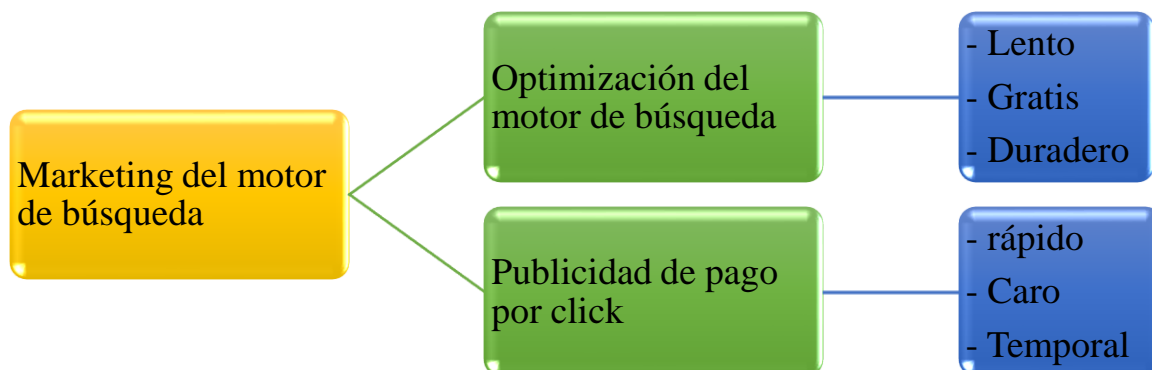 Marketing del motor
de búsqueda
Optimización del
motor de búsqueda
- Lento
- Gratis
- Duradero
Publicidad de pago
por click
- rápido
- Caro
- Temporal